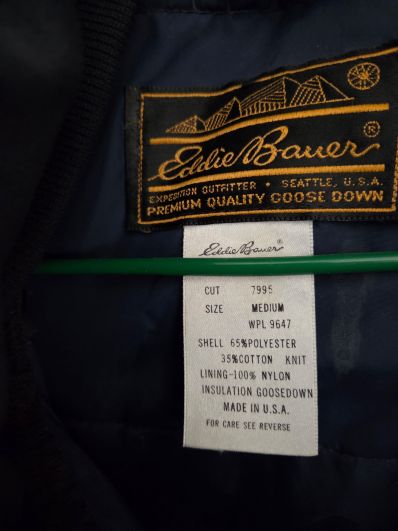 Eddie Bauer®
EXPEDITION OUTFITTER • SEATTLE, U.S.A.
PREMIUM QUALITY GOOSE DOWN
Eddie Bauer®
CUT 7995
SIZE MEDIUM
WPL 9647
SHELL 65%POLYESTER
35%COTTON KNIT
LINING-100% NYLON
INSULATION GOOSEDOWN
MADE IN U.S.A.
FOR CARE SEE REVERSE